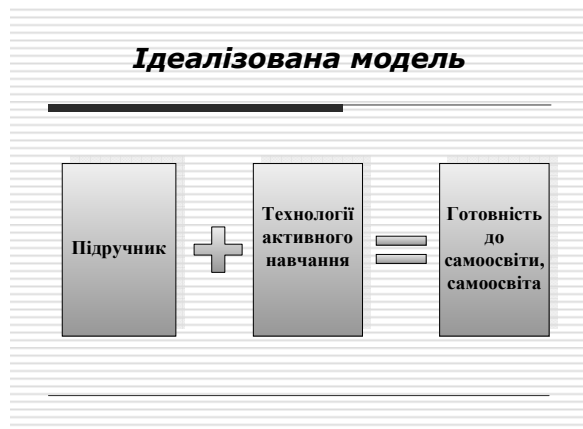 Ідеалізована модель
Підручник
Технології
активного
навчання
Готовність
до
самоосвіти,
самоосвіта